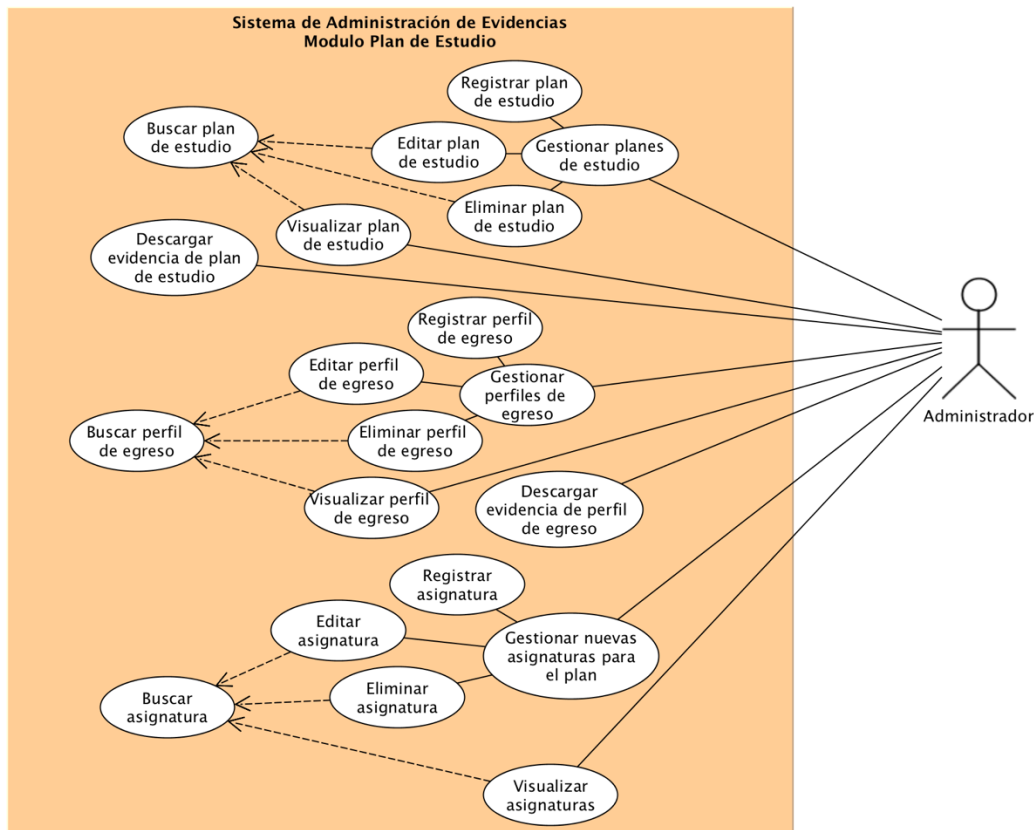 Sistema de Administración de Evidencias
Modulo Plan de Estudio
Registrar plan
de estudio
Buscar plan
de estudio
Editar plan
de estudio
Gestionar planes
de estudio
Eliminar plan
de estudio
Visualizar plan
de estudio
Descargar
evidencia de plan
de estudio
Registrar perfil
de egreso
Editar perfil
de egreso
Gestionar
perfiles de
egreso
Administrador
Buscar perfil
de egreso
Eliminar perfil
de egreso
Visualizar perfil
de egreso
Descargar
evidencia de perfil
de egreso
Registrar
asignatura
Editar
asignatura
Gestionar nuevas
asignaturas para
el plan
Eliminar
asignatura
Buscar
asignatura
Visualizar
asignaturas